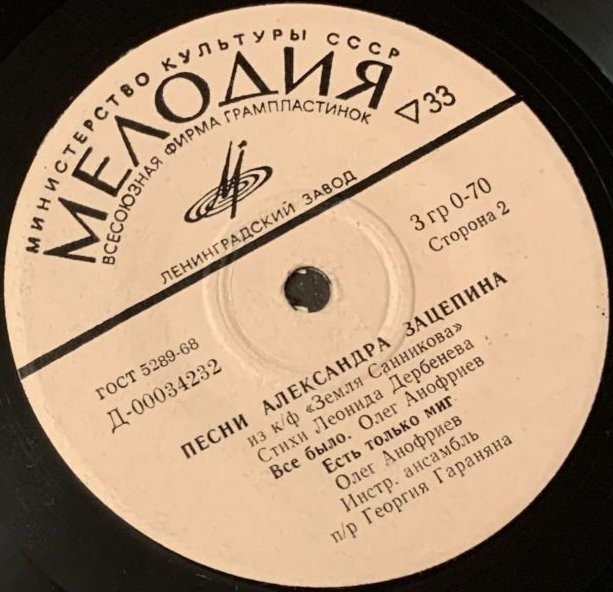 МИНИСТЕРСТВО КУЛЬТУРЫ СССР
МЕЛОДИЯ
ВСЕСОЮЗНАЯ ФИРМА ГРАМПЛАСТИНОК
33
ЛЕНИНГРАДСКИЙ ЗАВОД
3 гр 0-70
Сторона 2
ГОСТ 5289-68
Д-00034232
ПЕСНИ АЛЕКСАНДРА ЗАЦЕПИНА
из к/ф «Земля Санникова»
Стихи Леонида Дербенева
Все было. Олег Анофриев
Есть только миг
Олег Анофриев
Инстр. ансамбль
п/р Георгия Гараняна